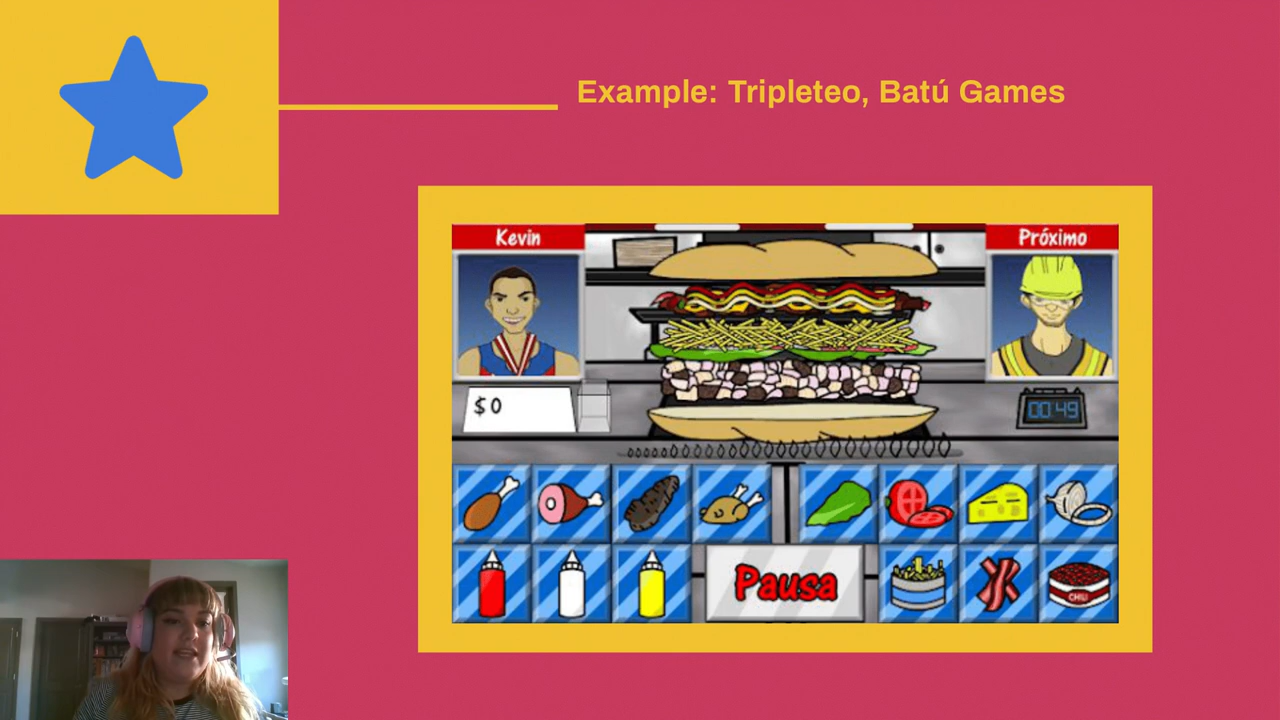 Example: Tripleteo, Batú Games
Kevin
Próximo
$0
00:49
Pausa
CHILI